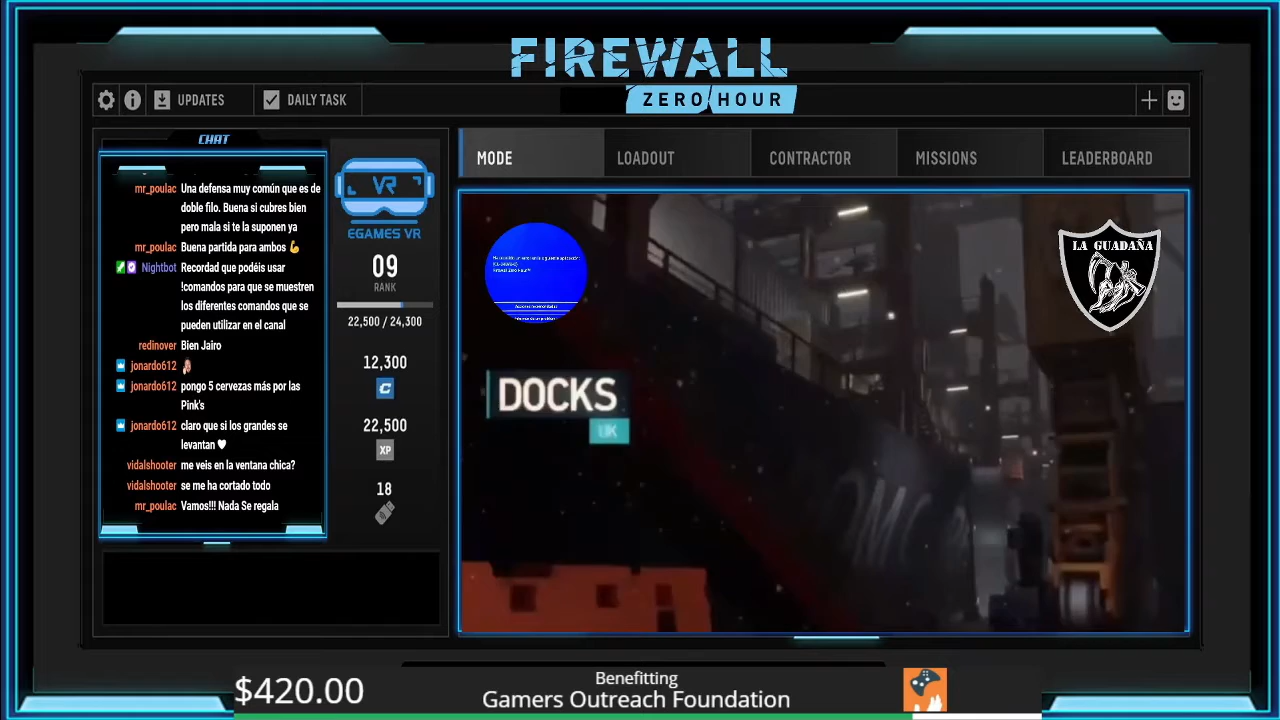 FIREWALL
ZERO HOUR
UPDATES
DAILY TASK
CHAT
mr_poulac Una defensa muy común que es de
doble filo. Buena si cubres bien
pero mala si te la suponen ya
mr_poulac Buena partida para ambos 💪
Nightbot Recordad que podéis usar
!comandos para que se muestren
los diferentes comandos que se
pueden utilizar en el canal
redinover Bien Jairo
jonardo612
jonardo612 pongo 5 cervezas más por las
Pink's
jonardo612 claro que si los grandes se
levantan ♥
vidalshooter me veis en la ventana chica?
vidalshooter se me ha cortado todo
mr_poulac Vamos!!! Nada Se regala
VR
EGAMES VR
09
RANK
22,500 / 24,300
12,300
C
22,500
XP
18
MODE
LOADOUT
CONTRACTOR
MISSIONS
LEADERBOARD
LA GUADAÑA
DOCKS
UK
$420.00
Benefitting
Gamers Outreach Foundation